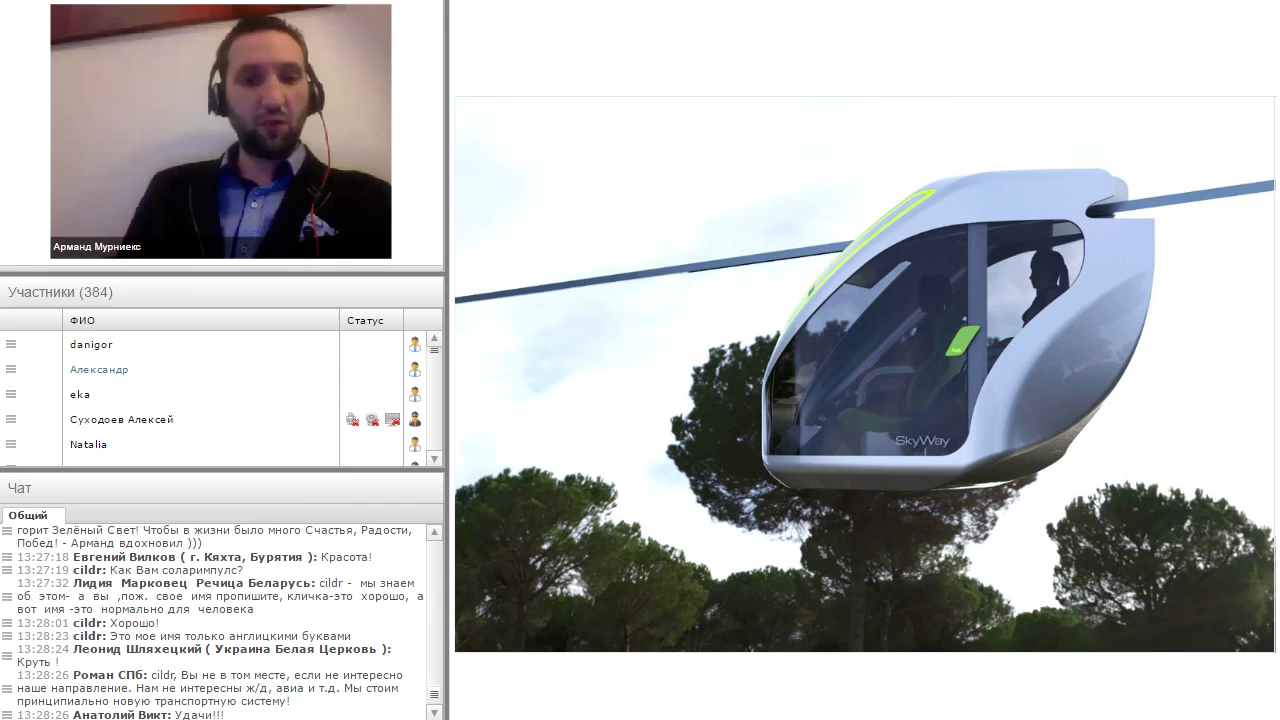 Арманд Мурниекс
Участники (384)
ФИО
Статус
danigor
Александр
eka
Суходоев Алексей
Natalia
Чат
Общий
горит Зелёный Свет! Чтобы в жизни было много Счастья, Радости,
Побед! - Арманд вдохновил )))
13:27:18 Евгений Вилков ( г. Кяхта, Бурятия ): Красота!
13:27:19 cildr: Как Вам соларимпулс?
13:27:32 Лидия Марковец Речица Беларусь: cildr - мы знаем
об этом- а вы ,пож. свое имя пропишите, кличка-это хорошо, а
вот имя -это нормально для человека
13:28:01 cildr: Хорошо!
13:28:23 cildr: Это мое имя только англицкими буквами
13:28:24 Леонид Шляхецкий ( Украина Белая Церковь ):
Круть !
13:28:26 Роман СПб: cildr, Вы не в том месте, если не интересно
наше направление. Нам не интересны ж/д, авиа и т.д. Мы стоим
принципиально новую транспортную систему!
13:28:26 Анатолий Викт: Удачи!!!
SkyWay